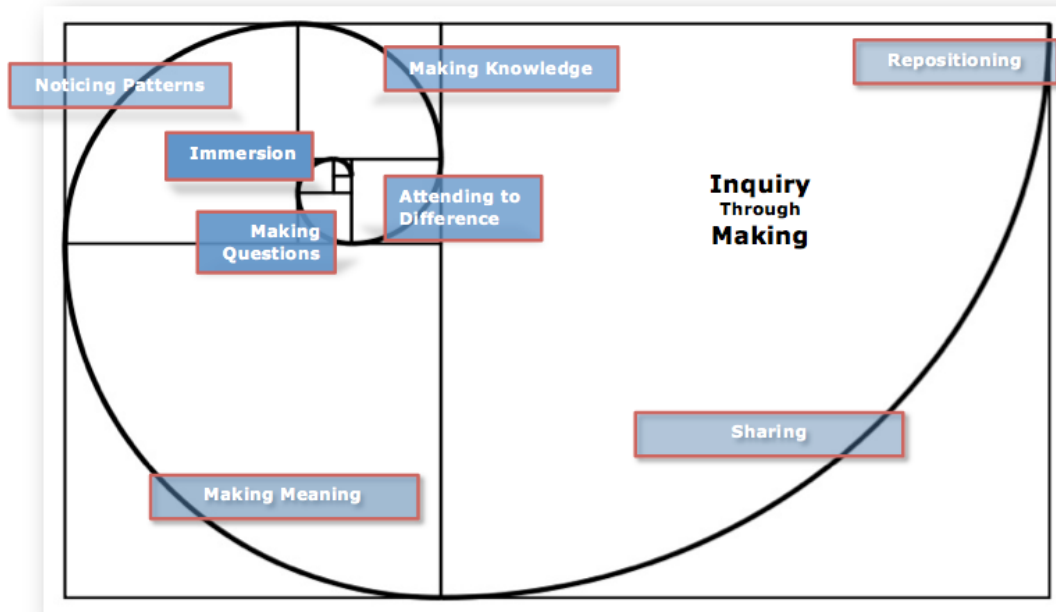 Noticing Patterns
Making Knowledge
Repositioning
Immersion
Attending to
Difference
Inquiry
Through
Making
Making
Questions
Sharing
Making Meaning